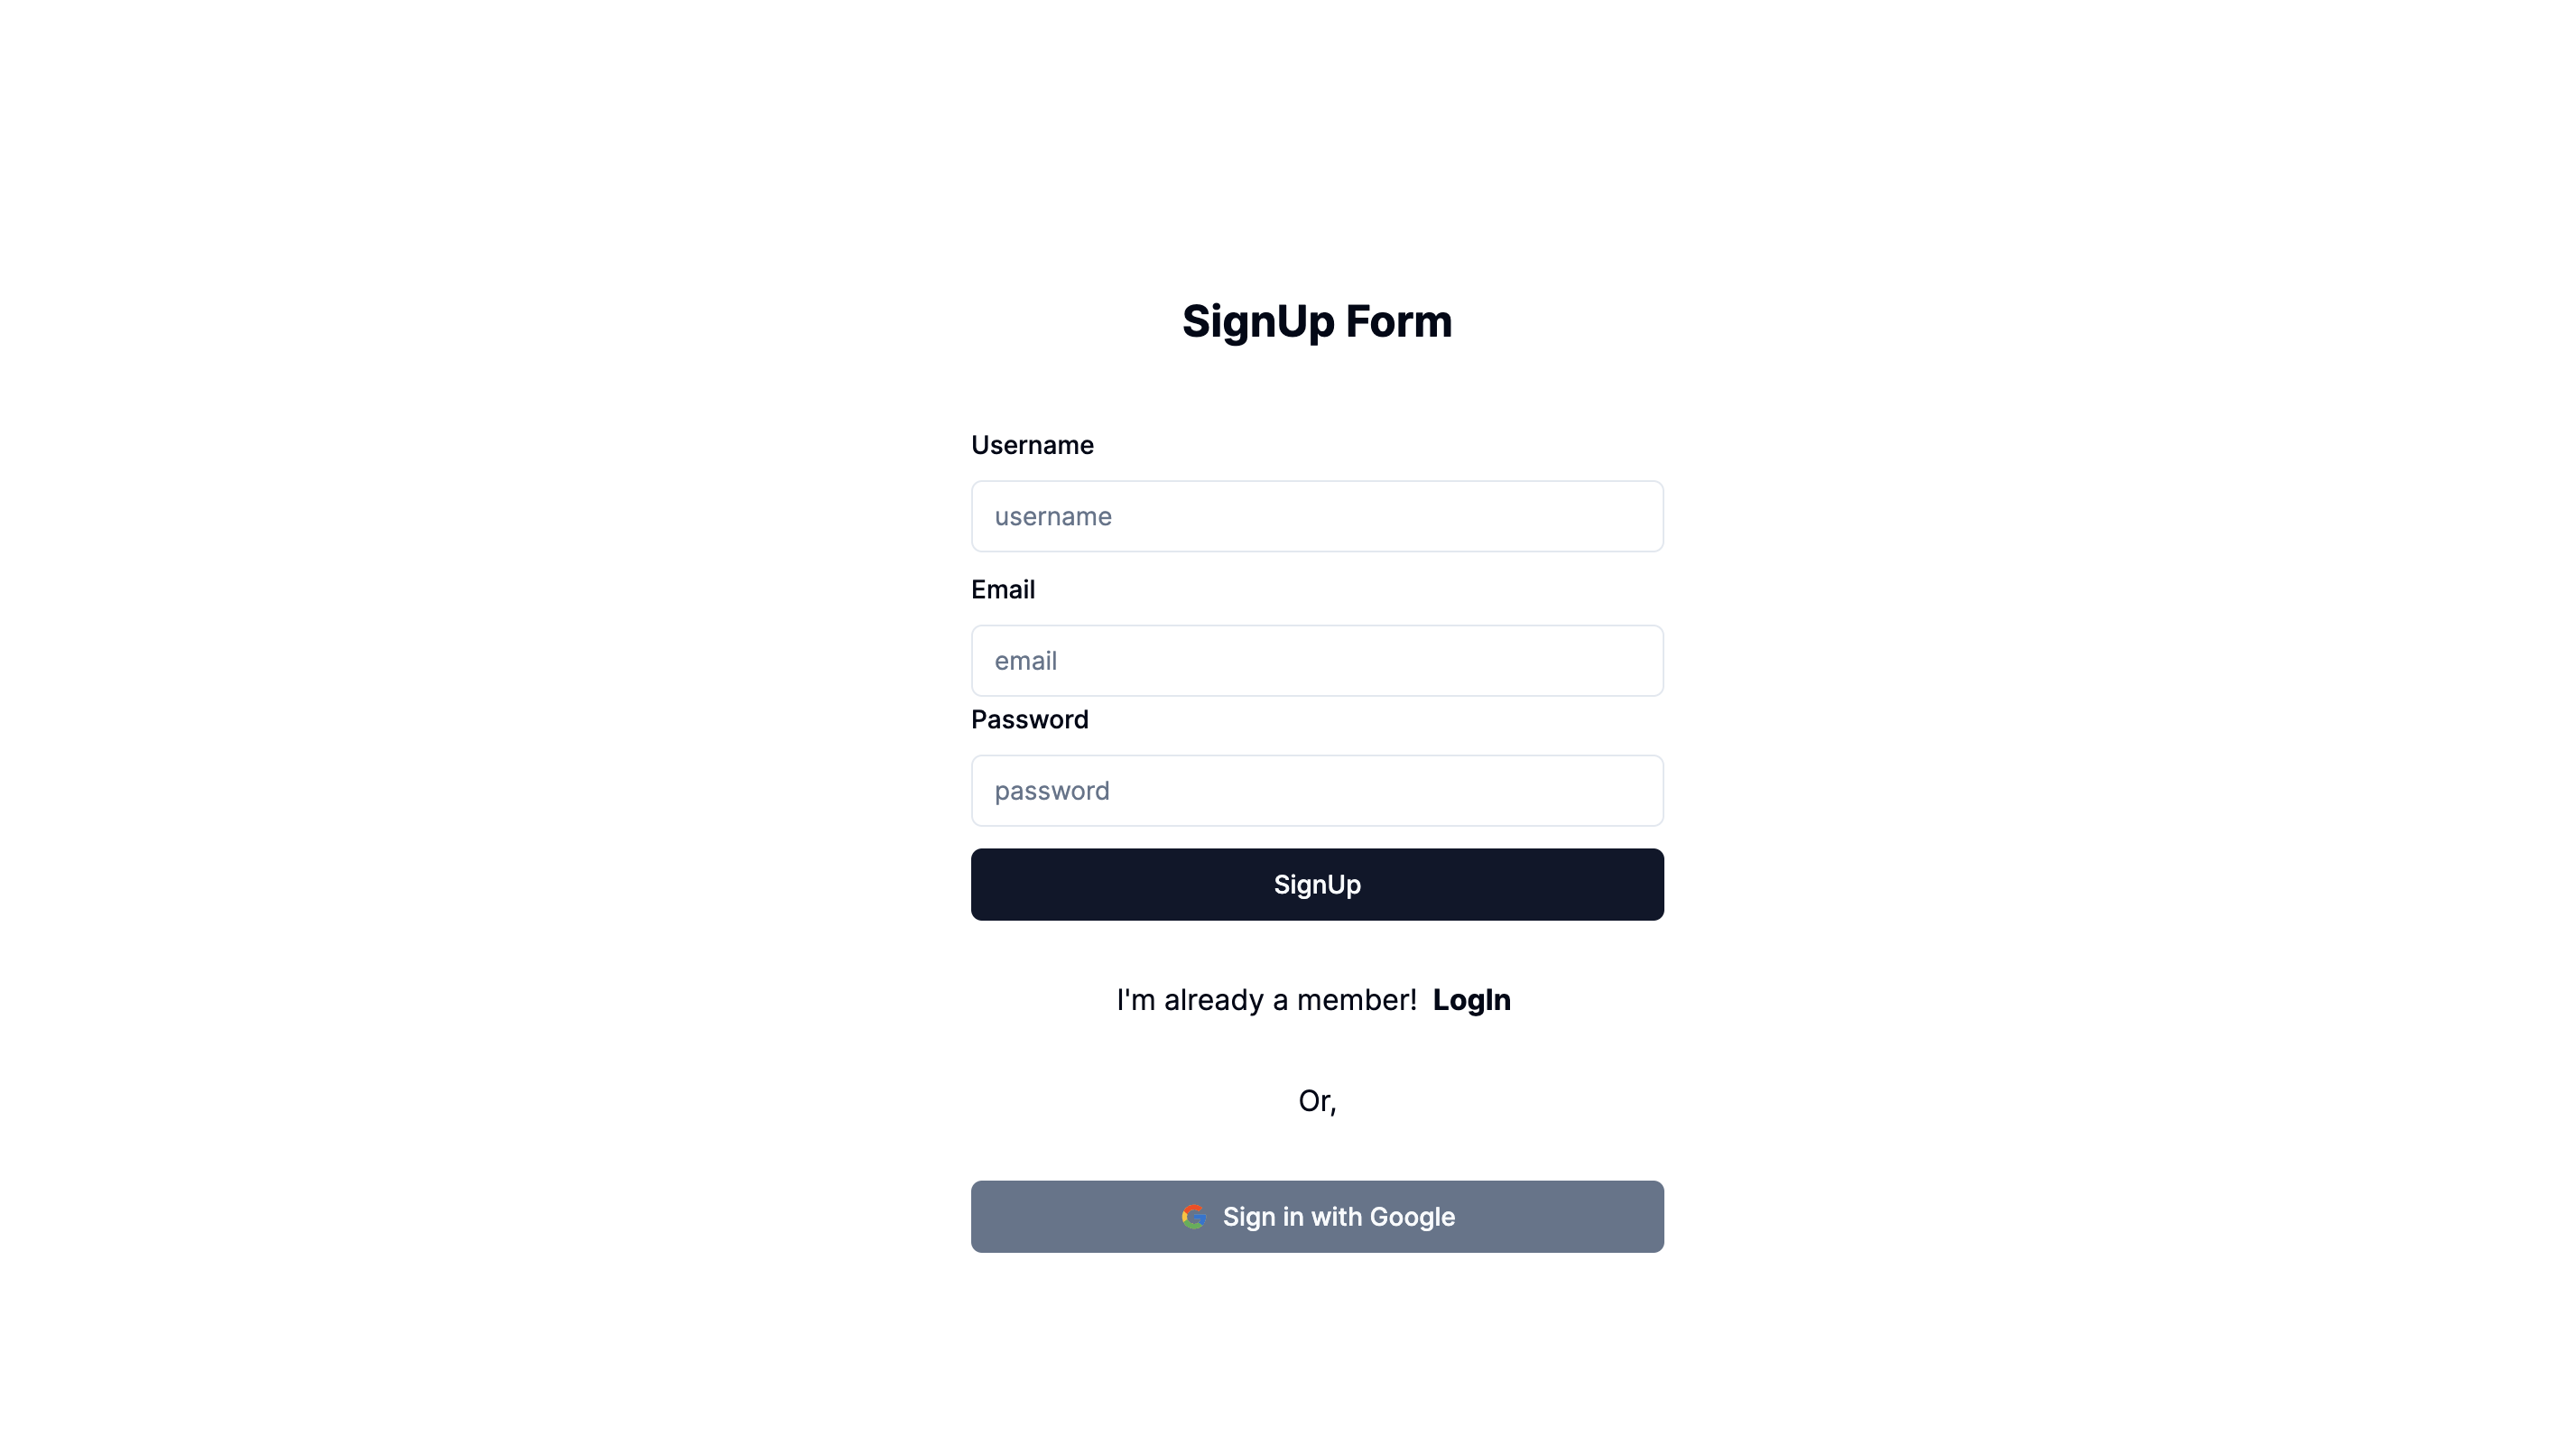 SignUp Form
Username
username
Email
email
Password
password
SignUp
I'm already a member! LogIn
Or,
Sign in with Google